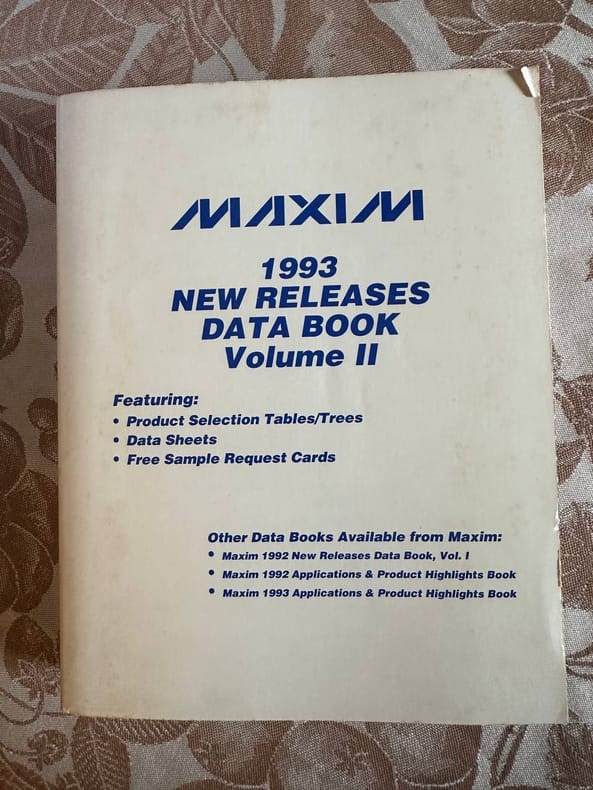 MAXIM
1993
NEW RELEASES
DATA BOOK
Volume II
Featuring:
• Product Selection Tables/Trees
• Data Sheets
• Free Sample Request Cards
Other Data Books Available from Maxim:
• Maxim 1992 New Releases Data Book, Vol. I
• Maxim 1992 Applications & Product Highlights Book
• Maxim 1993 Applications & Product Highlights Book